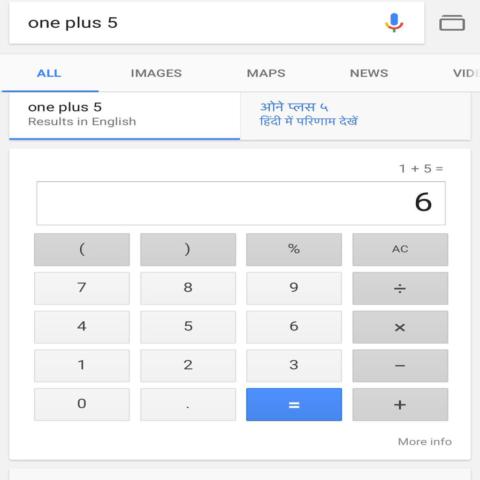 one plus 5
ALL IMAGES MAPS NEWS VIDE
one plus 5
Results in English
ओने प्लस ५
हिंदी में परिणाम देखें
1 + 5 =
6
( ) % AC
7 8 9 ÷
4 5 6 ×
1 2 3 −
0 . = +
More info